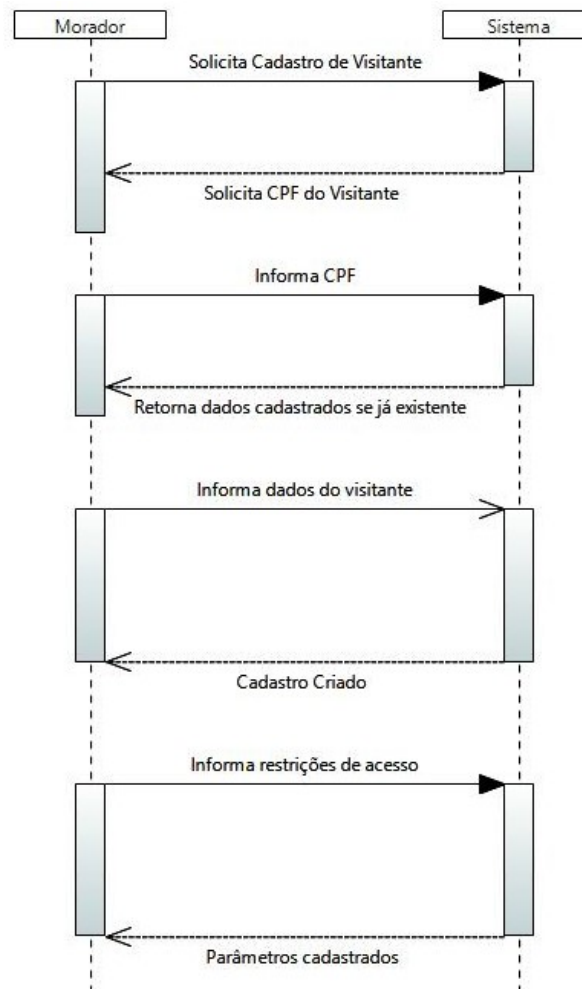 Morador
Sistema
Solicita Cadastro de Visitante
Solicita CPF do Visitante
Informa CPF
Retorna dados cadastrados se já existente
Informa dados do visitante
Cadastro Criado
Informa restrições de acesso
Parâmetros cadastrados